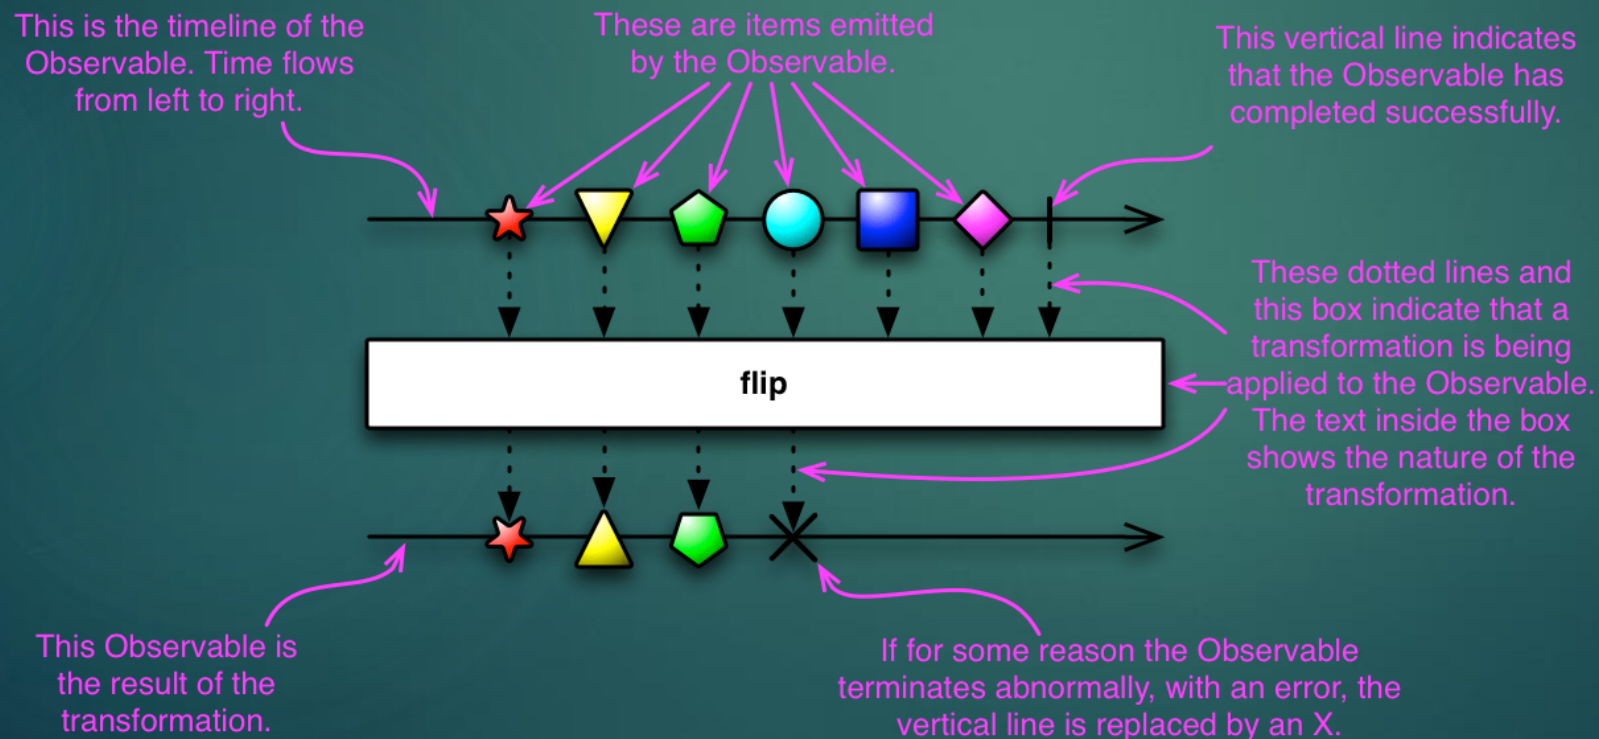 This is the timeline of the
Observable. Time flows
from left to right.
These are items emitted
by the Observable.
This vertical line indicates
that the Observable has
completed successfully.
These dotted lines and
this box indicate that a
transformation is being
applied to the Observable.
The text inside the box
shows the nature of the
transformation.
flip
This Observable is
the result of the
transformation.
If for some reason the Observable
terminates abnormally, with an error, the
vertical line is replaced by an X.